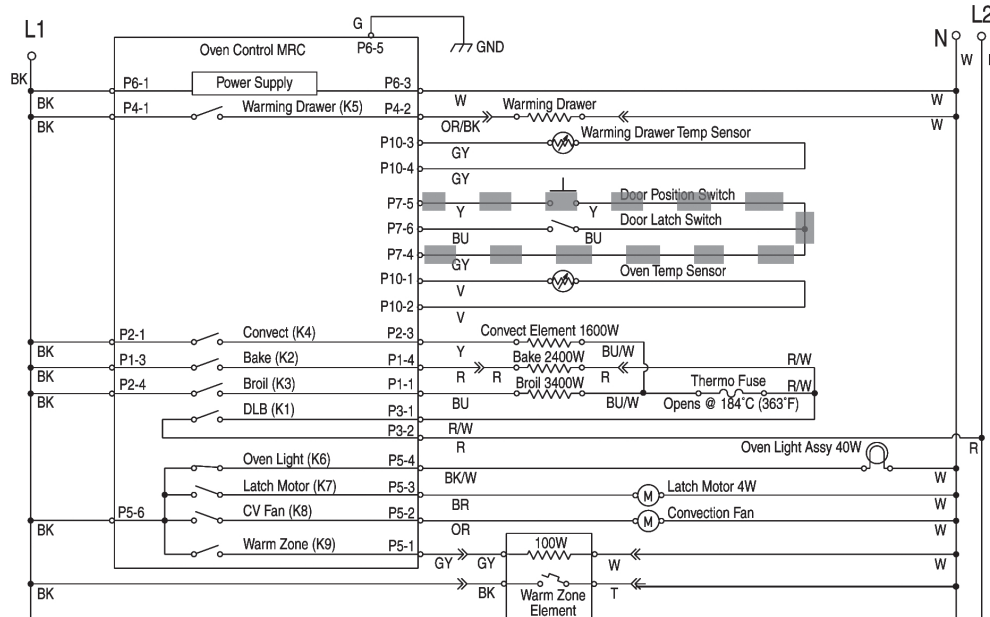 L1
G
P6-5
GND
Oven Control MRC
N
L2
W
BK
P6-1
Power Supply
P6-3
BK
W
W
P4-1
Warming Drawer (K5)
P4-2
Warming Drawer
BK
OR/BK
W
P10-3
Warming Drawer Temp Sensor
GY
P10-4
GY
P7-5
Door Position Switch
Y
Y
P7-6
Door Latch Switch
BU
BU
P7-4
GY
Oven Temp Sensor
P10-1
V
P10-2
V
P2-1
Convect (K4)
P2-3
Convect Element 1600W
BK
Y
BU/W
P1-3
Bake (K2)
P1-4
Bake 2400W
R/W
BK
R
R
R
P2-4
Broil (K3)
P1-1
Broil 3400W
Thermo Fuse
R/W
BK
BU
BU/W
Opens @ 184°C (363°F)
DLB (K1)
P3-1
R/W
P3-2
R
R
Oven Light Assy 40W
Oven Light (K6)
P5-4
BK/W
W
Latch Motor (K7)
P5-3
M
Latch Motor 4W
BR
W
P5-6
CV Fan (K8)
P5-2
M
Convection Fan
BK
OR
W
Warm Zone (K9)
P5-1
100W
GY
GY
W
W
BK
BK
Warm Zone
Element
T